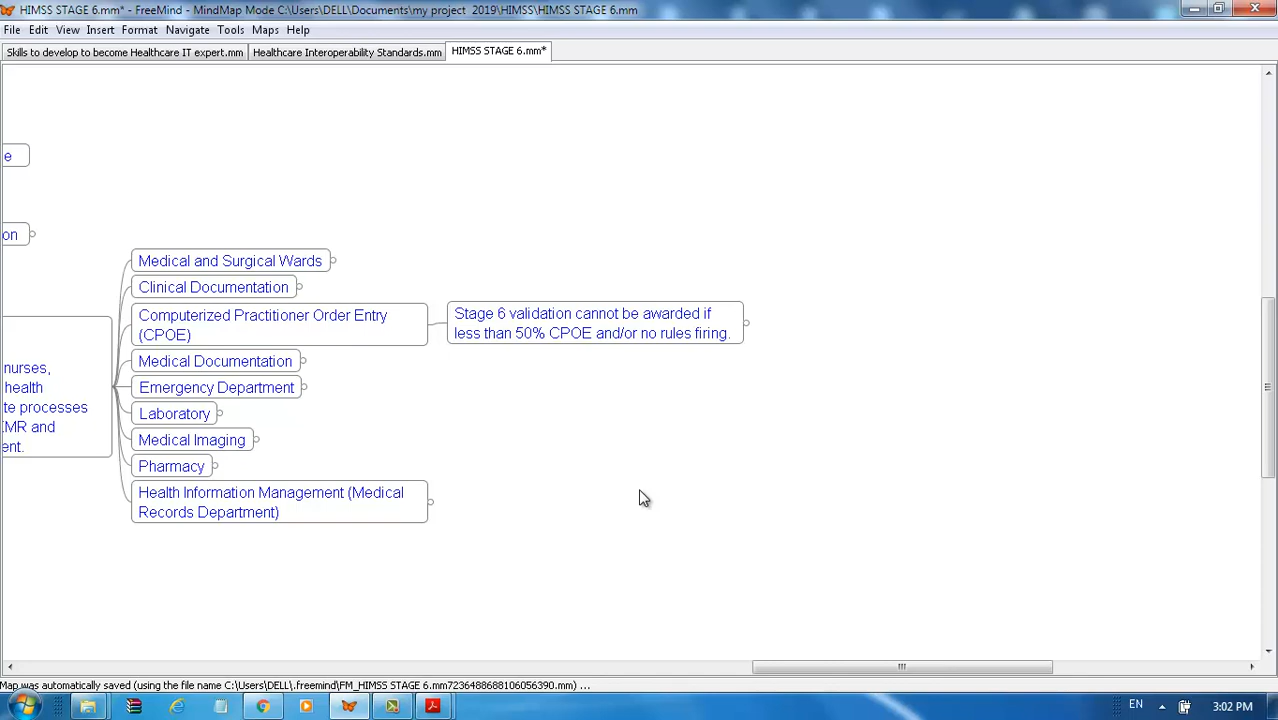 HIMSS STAGE 6.mm* - FreeMind - MindMap Mode C:\Users\DELL\Documents\my project  2019\HIMSS\HIMSS STAGE 6.mm
File Edit View Insert Format Navigate Tools Maps Help
Skills to develop to become Healthcare IT expert.mm Healthcare Interoperability Standards.mm HIMSS STAGE 6.mm*
e
on
Medical and Surgical Wards
Clinical Documentation
Computerized Practitioner Order Entry
(CPOE)
Stage 6 validation cannot be awarded if
less than 50% CPOE and/or no rules firing.
Medical Documentation
Emergency Department
Laboratory
Medical Imaging
Pharmacy
Health Information Management (Medical
Records Department)
nurses,
health
te processes
EMR and
ent.
Map was automatically saved (using the file name C:\Users\DELL\.freemind\FM_HIMSS STAGE 6.mm7236488688106056390.mm) ...
EN
3:02 PM